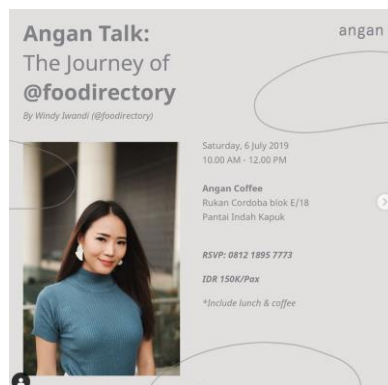 Angan Talk:
angan
The Journey of
@foodirectory
By Windy Iwandi (@foodirectory)
Saturday, 6 July 2019
10.00 AM - 12.00 PM
Angan Coffee
Rukan Cordoba blok E/18
Pantai Indah Kapuk
RSVP: 0812 1895 7773
IDR 150K/Pax
*Include lunch & coffee